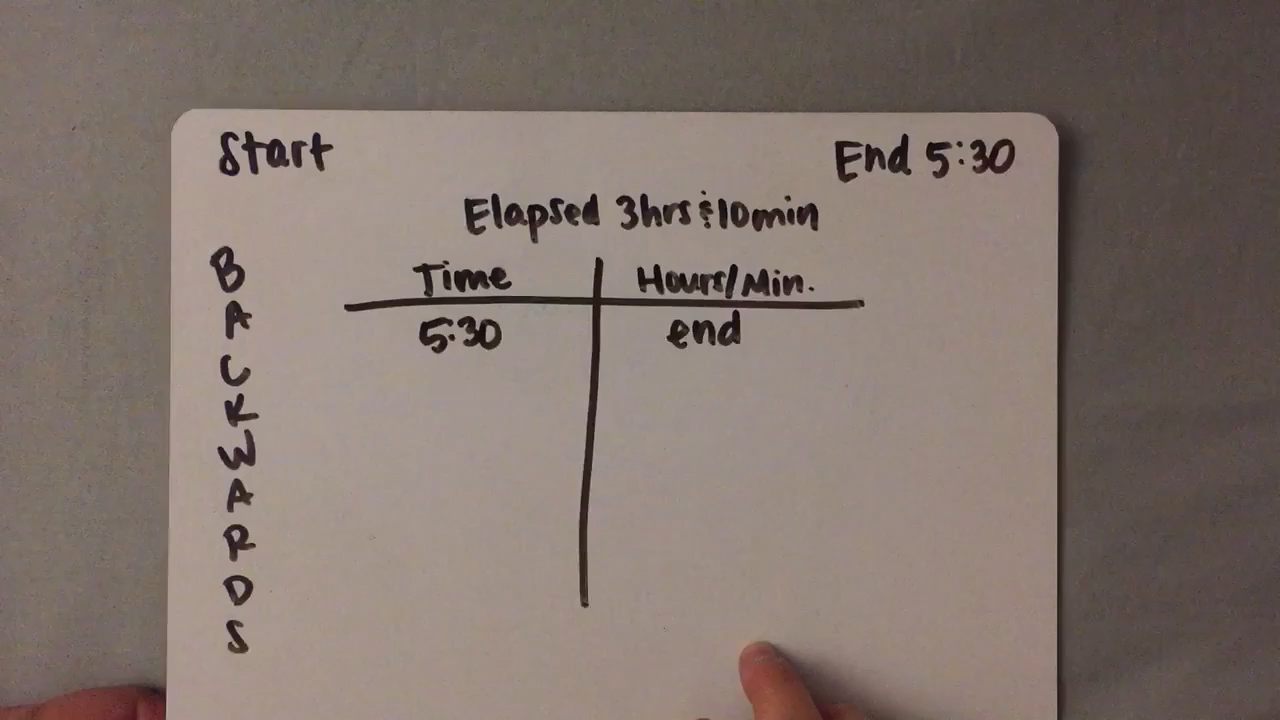 Start End 5:30
Elapsed 3hrs & 10min
Time Hours/Min.
5:30 end
B
A
C
K
W
A
R
D
S